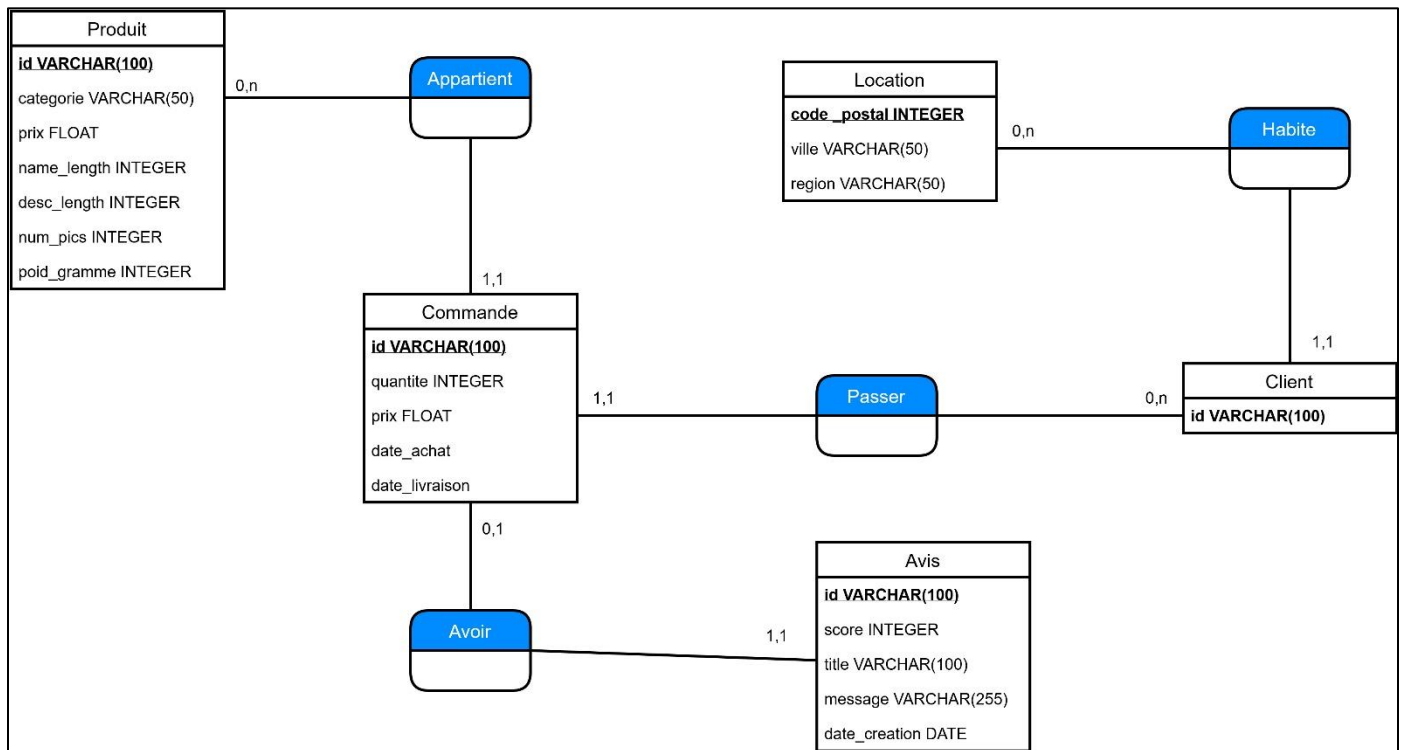 Produit
id VARCHAR(100)
categorie VARCHAR(50)
prix FLOAT
name_length INTEGER
desc_length INTEGER
num_pics INTEGER
poid_gramme INTEGER
0,n
Appartient
1,1
Location
code _postal INTEGER
ville VARCHAR(50)
region VARCHAR(50)
0,n
Habite
1,1
Commande
id VARCHAR(100)
quantite INTEGER
prix FLOAT
date_achat
date_livraison
1,1
Passer
0,n
Client
id VARCHAR(100)
0,1
Avoir
1,1
Avis
id VARCHAR(100)
score INTEGER
title VARCHAR(100)
message VARCHAR(255)
date_creation DATE